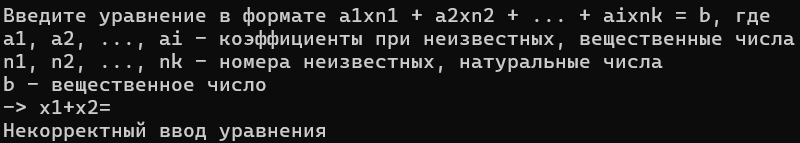 Введите уравнение в формате a1xn1 + a2xn2 + ... + aixnk = b, где
a1, a2, ..., ai - коэффициенты при неизвестных, вещественные числа
n1, n2, ..., nk - номера неизвестных, натуральные числа
b - вещественное число
-> x1+x2=
Некорректный ввод уравнения